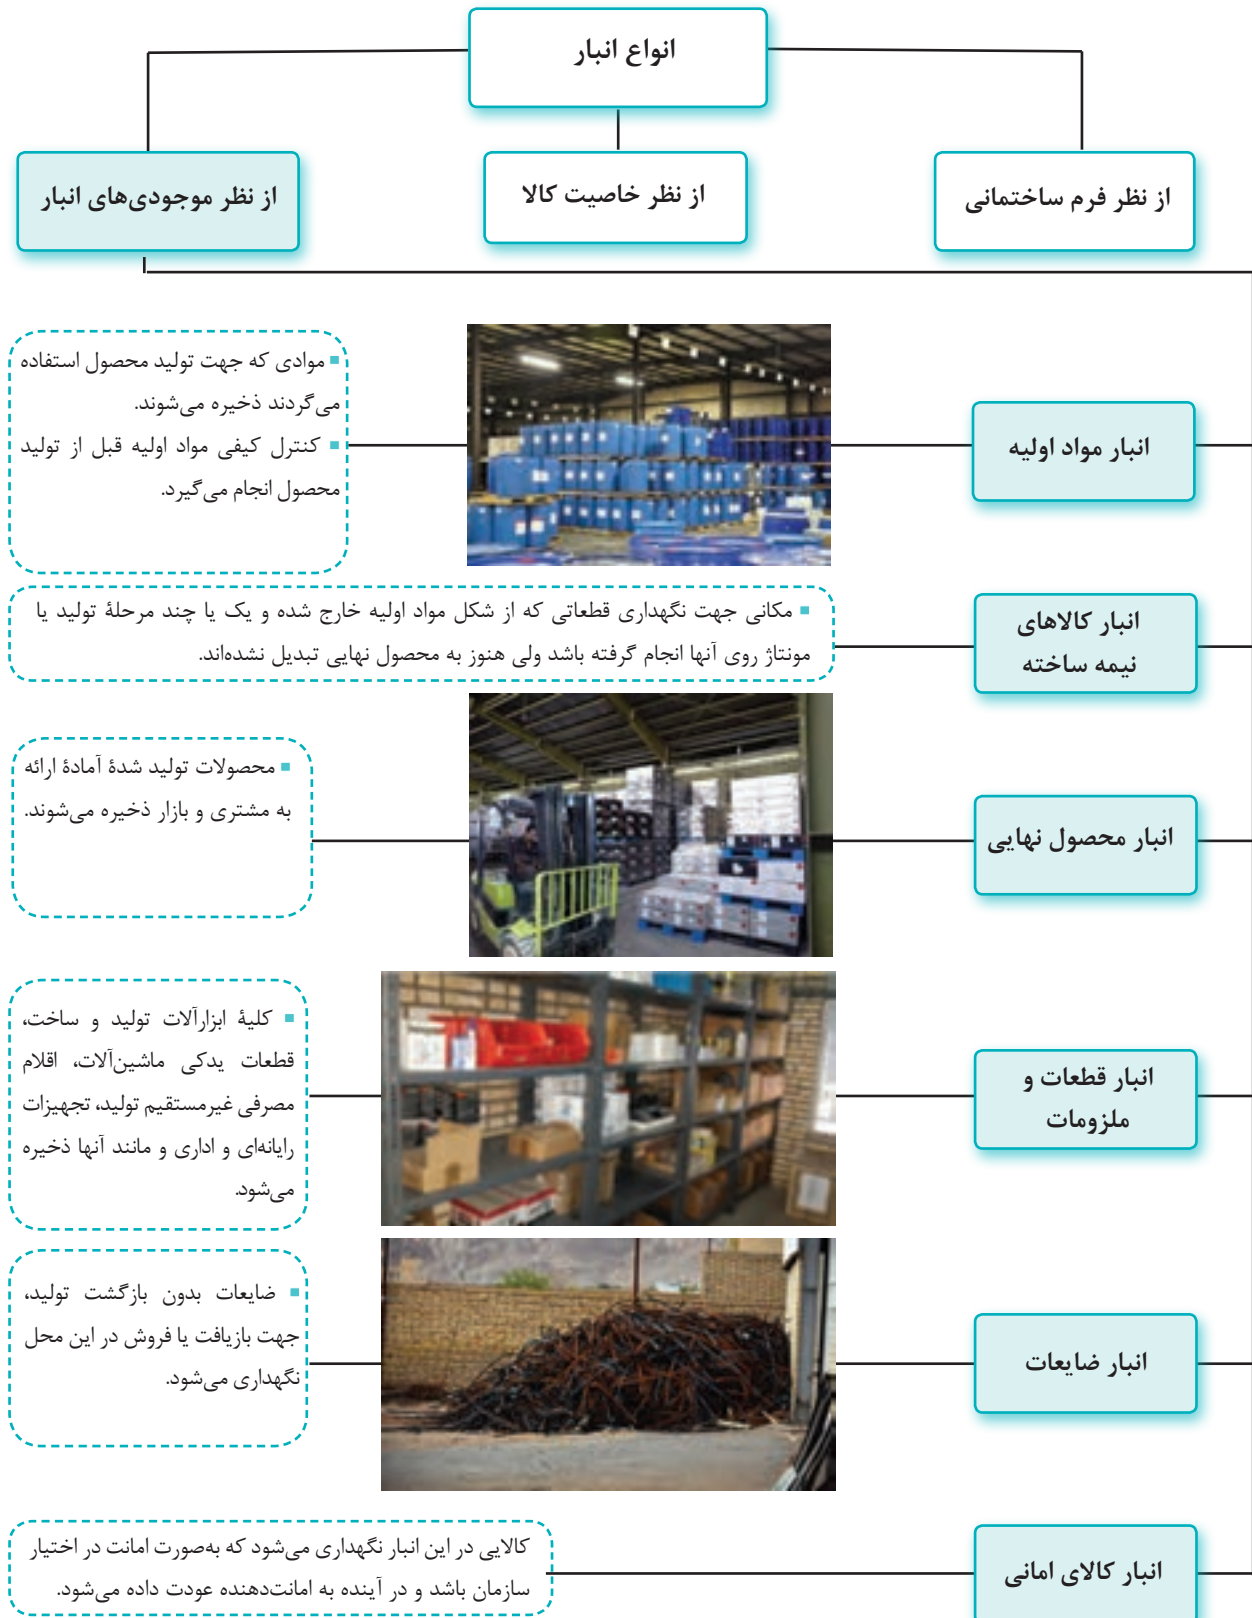 انواع انبار
از نظر فرم ساختمانی
از نظر خاصیت کالا
از نظر موجودی‌های انبار
انبار مواد اولیه
▪ موادی که جهت تولید محصول استفاده
می‌گردند ذخیره می‌شوند.
▪ کنترل کیفی مواد اولیه قبل از تولید
محصول انجام می‌گیرد.
انبار کالاهای
نیمه ساخته
▪ مکانی جهت نگهداری قطعاتی که از شکل مواد اولیه خارج شده و یک یا چند مرحلهٔ تولید یا
مونتاژ روی آنها انجام گرفته باشد ولی هنوز به محصول نهایی تبدیل نشده‌اند.
انبار محصول نهایی
▪ محصولات تولید شدهٔ آمادهٔ ارائه
به مشتری و بازار ذخیره می‌شوند.
انبار قطعات و
ملزومات
▪ کلیهٔ ابزارآلات تولید و ساخت،
قطعات یدکی ماشین‌آلات، اقلام
مصرفی غیرمستقیم تولید، تجهیزات
رایانه‌ای و اداری و مانند آنها ذخیره
می‌شود.
انبار ضایعات
▪ ضایعات بدون بازگشت تولید،
جهت بازیافت یا فروش در این محل
نگهداری می‌شود.
انبار کالای امانی
کالایی در این انبار نگهداری می‌شود که به‌صورت امانت در اختیار
سازمان باشد و در آینده به امانت‌دهنده عودت داده می‌شود.